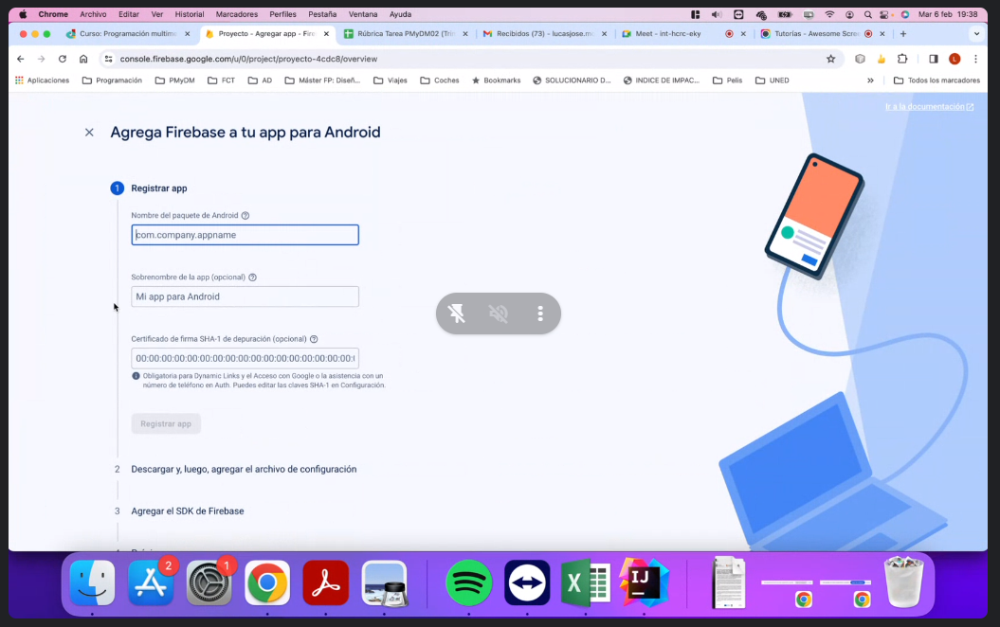 Chrome Archivo Editar Ver Historial Marcadores Perfiles Pestaña Ventana Ayuda Mar 6 feb 19:38
Curso: Programación multime Proyecto - Agregar app - Fire Rúbrica Tarea PMyDM02 (Trin Recibidos (73) - lucasjose.m Meet - int-hcrc-eky Tutorías - Awesome Scree
console.firebase.google.com/u/0/project/proyecto-4cdc8/overview L
Aplicaciones Programación PMyDM FCT AD Máster FP: Diseñ... Viajes Coches Bookmarks SOLUCIONARIO D... INDICE DE IMPAC... Pelis UNED Todos los marcadores
Ir a la documentación
Agrega Firebase a tu app para Android
1 Registrar app
Nombre del paquete de Android
com.company.appname
Sobrenombre de la app (opcional)
Mi app para Android
Certificado de firma SHA-1 de depuración (opcional)
00:00:00:00:00:00:00:00:00:00:00:00:00:00:00:00:00:
Obligatoria para Dynamic Links y el Acceso con Google o la asistencia con un
número de teléfono en Auth. Puedes editar las claves SHA-1 en Configuración.
Registrar app
2 Descargar y, luego, agregar el archivo de configuración
3 Agregar el SDK de Firebase
2 1 X IJ